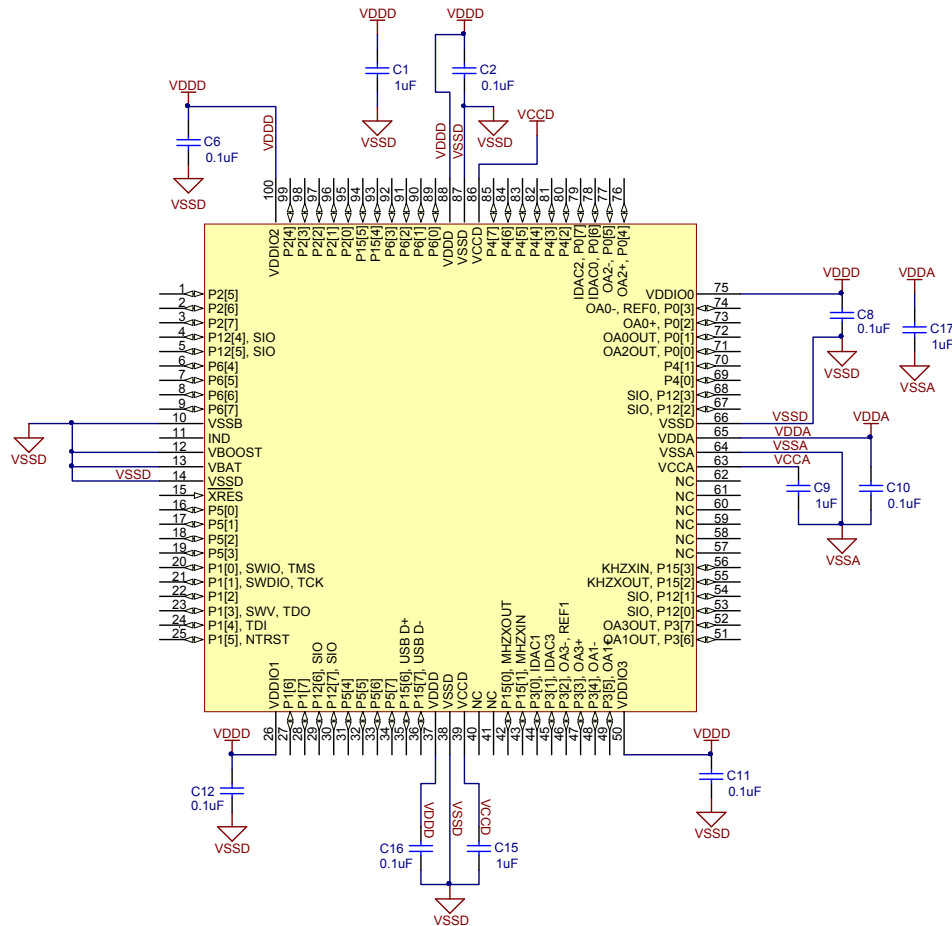 VDDD
VDDD
VDDD
C1
1uF
C2
0.1uF
VDDD
C6
0.1uF
VDDD
VSSD
VDDD
VSSD
VSSD
VCCD
VSSD
100
99
98
97
96
95
94
93
92
91
90
89
88
87
86
85
84
83
82
81
80
79
78
77
76
VDDIO2
P2[4]
P2[3]
P2[2]
P2[1]
P2[0]
P15[5]
P15[4]
P6[3]
P6[2]
P6[1]
P6[0]
VDDD
VSSD
VCCD
P4[7]
P4[6]
P4[5]
P4[4]
P4[3]
P4[2]
IDAC2, P0[7]
IDAC0, P0[6]
OA2-, P0[5]
OA2+, P0[4]
1 P2[5]
2 P2[6]
3 P2[7]
4 P12[4], SIO
5 P12[5], SIO
6 P6[4]
7 P6[5]
8 P6[6]
9 P6[7]
10 VSSB
11 IND
12 VBOOST
13 VBAT
VSSD 14 VSSD
15 XRES
16 P5[0]
17 P5[1]
18 P5[2]
19 P5[3]
20 P1[0], SWIO, TMS
21 P1[1], SWDIO, TCK
22 P1[2]
23 P1[3], SWV, TDO
24 P1[4], TDI
25 P1[5], NTRST
VSSD
VDDIO0 75
OA0-, REF0, P0[3] 74
OA0+, P0[2] 73
OA0OUT, P0[1] 72
OA2OUT, P0[0] 71
P4[1] 70
P4[0] 69
SIO, P12[3] 68
SIO, P12[2] 67
VSSD 66 VSSD
VDDA 65 VDDA
VSSA 64 VSSA
VCCA 63 VCCA
NC 62
NC 61
NC 60
NC 59
NC 58
NC 57
KHZXIN, P15[3] 56
KHZXOUT, P15[2] 55
SIO, P12[1] 54
SIO, P12[0] 53
OA3OUT, P3[7] 52
OA1OUT, P3[6] 51
VDDD
C8
0.1uF
VSSD
VDDA
C17
1uF
VSSA
VDDA
C9
1uF
C10
0.1uF
VSSA
VDDIO1
P1[6]
P1[7]
P12[6], SIO
P12[7], SIO
P5[4]
P5[5]
P5[6]
P5[7]
P15[6], USB D+
P15[7], USB D-
VDDD
VSSD
VCCD
NC
NC
P15[0], MHZXOUT
P15[1], MHZXIN
P3[0], IDAC1
P3[1], IDAC3
P3[2], OA3-, REF1
P3[3], OA3+
P3[4], OA1-
P3[5], OA1+
VDDIO3
26
27
28
29
30
31
32
33
34
35
36
37
38
39
40
41
42
43
44
45
46
47
48
49
50
VDDD
C12
0.1uF
VSSD
VDDD
VSSD
VCCD
C16
0.1uF
C15
1uF
VSSD
VDDD
C11
0.1uF
VSSD